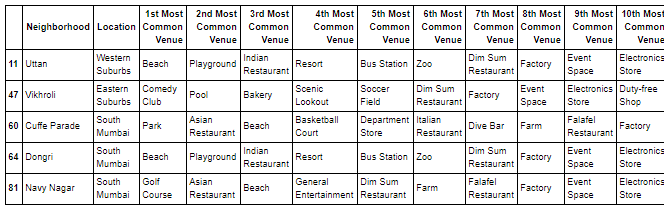 Neighborhood Location 1st Most Common Venue 2nd Most Common Venue 3rd Most Common Venue 4th Most Common Venue 5th Most Common Venue 6th Most Common Venue 7th Most Common Venue 8th Most Common Venue 9th Most Common Venue 10th Most Common Venue
11 Uttan Western Suburbs Beach Playground Indian Restaurant Resort Bus Station Zoo Dim Sum Restaurant Factory Event Space Electronics Store
47 Vikhroli Eastern Suburbs Comedy Club Pool Bakery Scenic Lookout Soccer Field Dim Sum Restaurant Factory Event Space Electronics Store Duty-free Shop
60 Cuffe Parade South Mumbai Park Asian Restaurant Beach Basketball Court Department Store Italian Restaurant Dive Bar Farm Falafel Restaurant Factory
64 Dongri South Mumbai Beach Playground Indian Restaurant Resort Bus Station Zoo Dim Sum Restaurant Factory Event Space Electronics Store
81 Navy Nagar South Mumbai Golf Course Asian Restaurant Beach General Entertainment Dim Sum Restaurant Farm Falafel Restaurant Factory Event Space Electronics Store